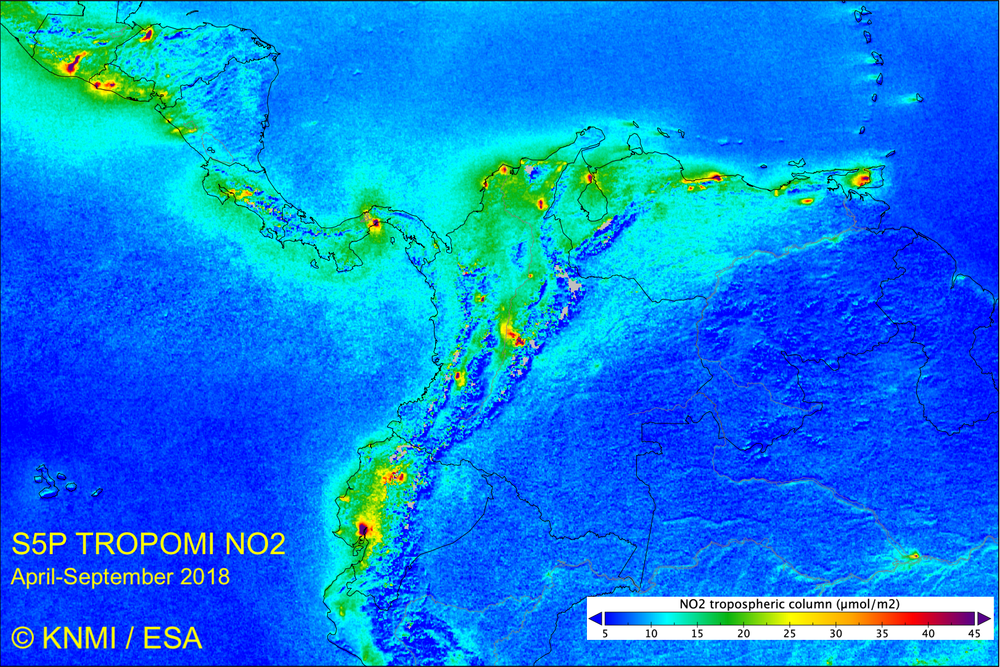 S5P TROPOMI NO2
April-September 2018
© KNMI / ESA
NO2 tropospheric column (µmol/m2)
5 10 15 20 25 30 35 40 45